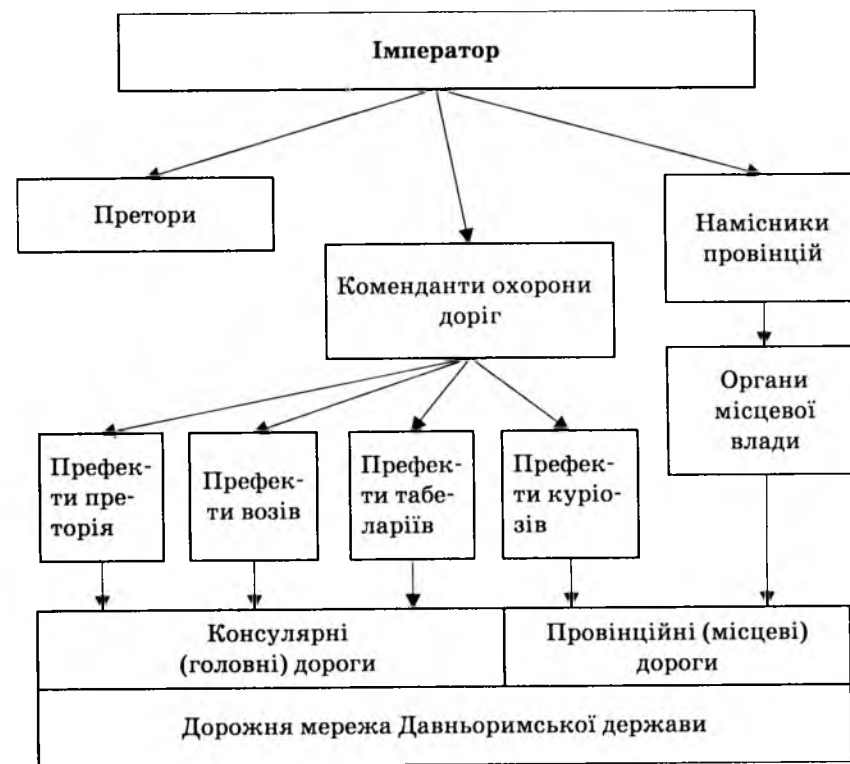 Імператор
Претори
Намісники
провінцій
Коменданти охорони
доріг
Органи
місцевої
влади
Префек-
ти пре-
торія
Префек-
ти возів
Префек-
ти табе-
ларіїв
Префек-
ти куріо-
зів
Консулярні
(головні) дороги
Провінційні (місцеві)
дороги
Дорожня мережа Давньоримської держави